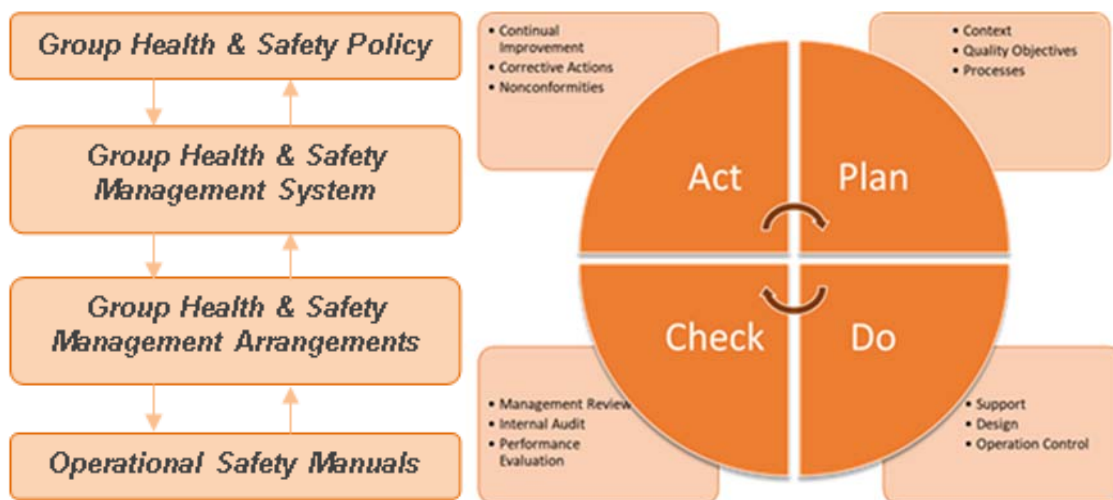 Group Health & Safety Policy
Group Health & Safety
Management System
Group Health & Safety
Management Arrangements
Operational Safety Manuals
• Continual
Improvement
• Corrective Actions
• Nonconformities
• Context
• Quality Objectives
• Processes
Act
Plan
Check
Do
• Management Review
• Internal Audit
• Performance
Evaluation
• Support
• Design
• Operation Control